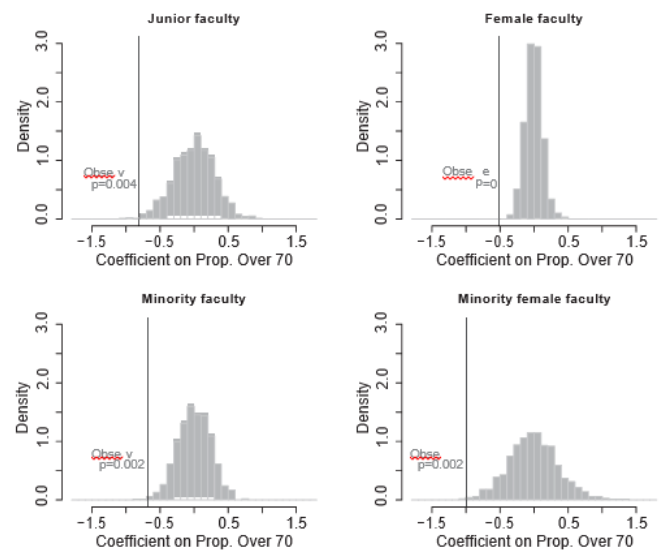 Junior faculty
Density
3.0
2.0
1.0
0.0
Obse v
p=0.004
−1.5 −0.5 0.5 1.5
Coefficient on Prop. Over 70
Female faculty
Density
3.0
2.0
1.0
0.0
Obse e
p=0
−1.5 −0.5 0.5 1.5
Coefficient on Prop. Over 70
Minority faculty
Density
3.0
2.0
1.0
0.0
Obse v
p=0.002
−1.5 −0.5 0.5 1.5
Coefficient on Prop. Over 70
Minority female faculty
Density
3.0
2.0
1.0
0.0
Obse
p=0.002
−1.5 −0.5 0.5 1.5
Coefficient on Prop. Over 70